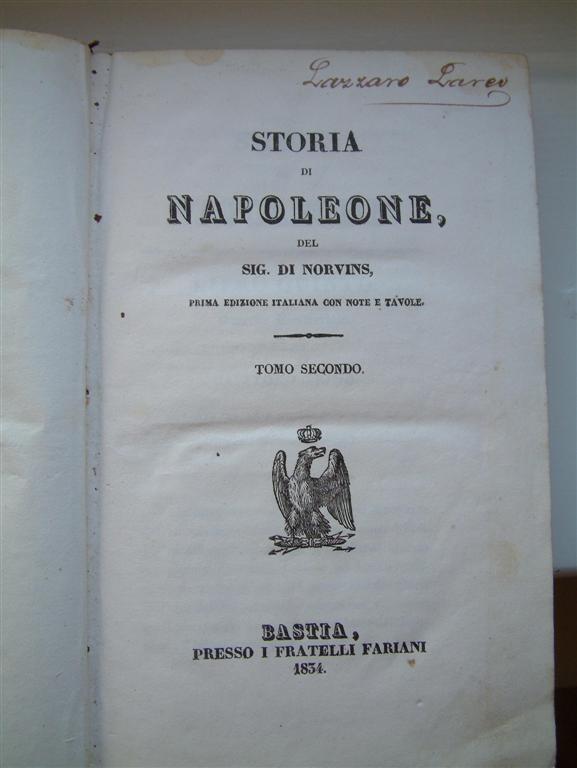 Lazzaro Pareo
STORIA
DI
NAPOLEONE,
DEL
SIG. DI NORVINS,
PRIMA EDIZIONE ITALIANA CON NOTE E TAVOLE.
TOMO SECONDO.
BASTIA,
PRESSO I FRATELLI FARIANI
1834.